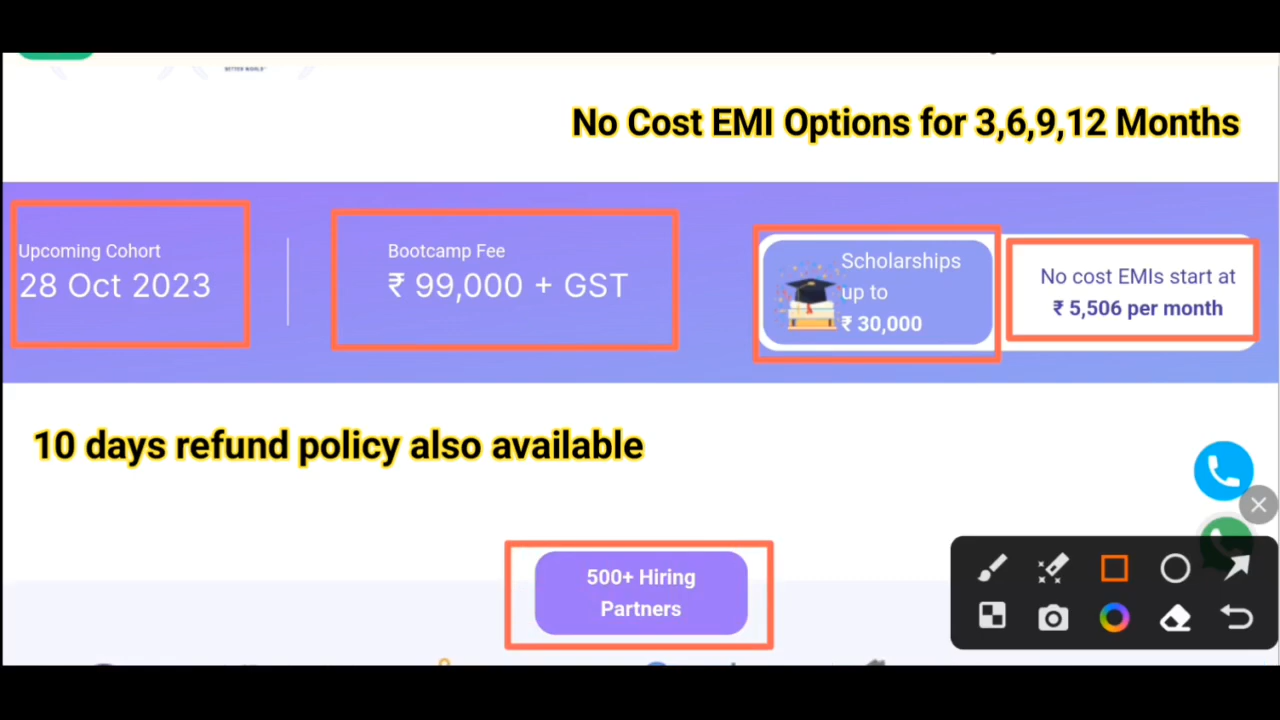 BETTER WORLD"
No Cost EMI Options for 3,6,9,12 Months
Upcoming Cohort
28 Oct 2023
Bootcamp Fee
₹ 99,000 + GST
Scholarships
up to
₹ 30,000
No cost EMIs start at
₹ 5,506 per month
10 days refund policy also available
500+ Hiring
Partners